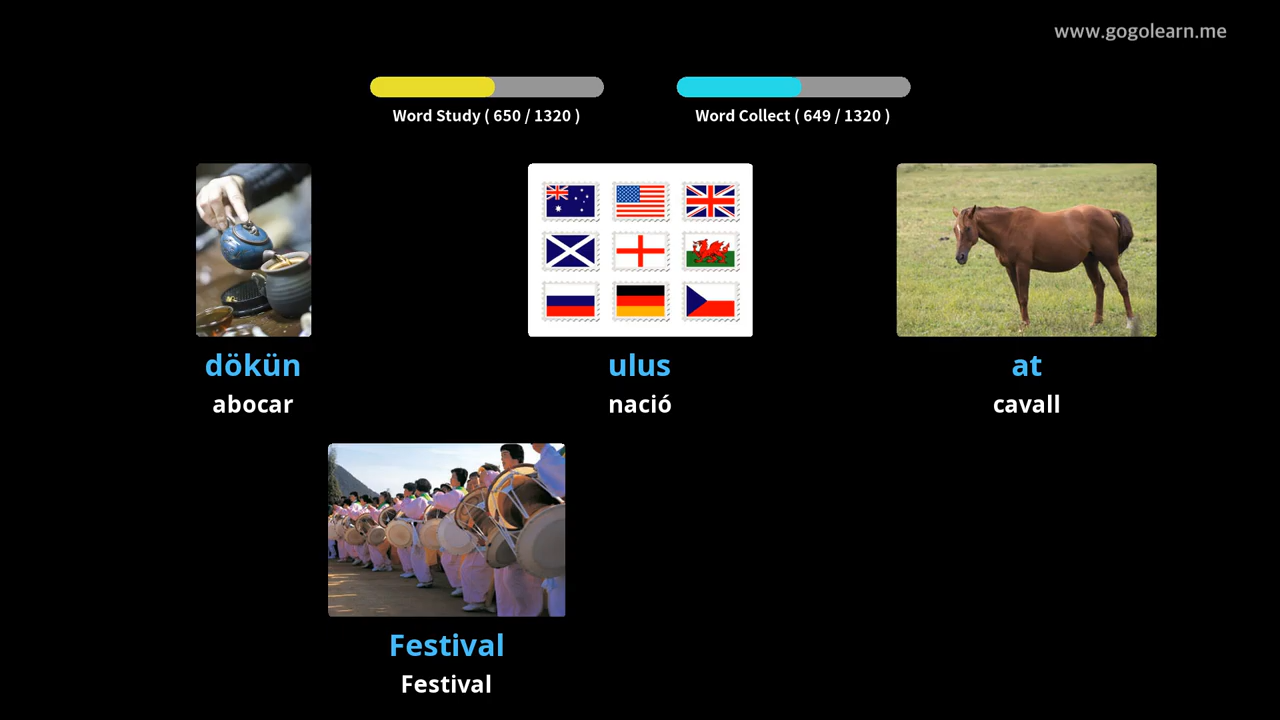 www.gogolearn.me
Word Study ( 650 / 1320 )
Word Collect ( 649 / 1320 )
dökün
abocar
ulus
nació
at
cavall
Festival
Festival